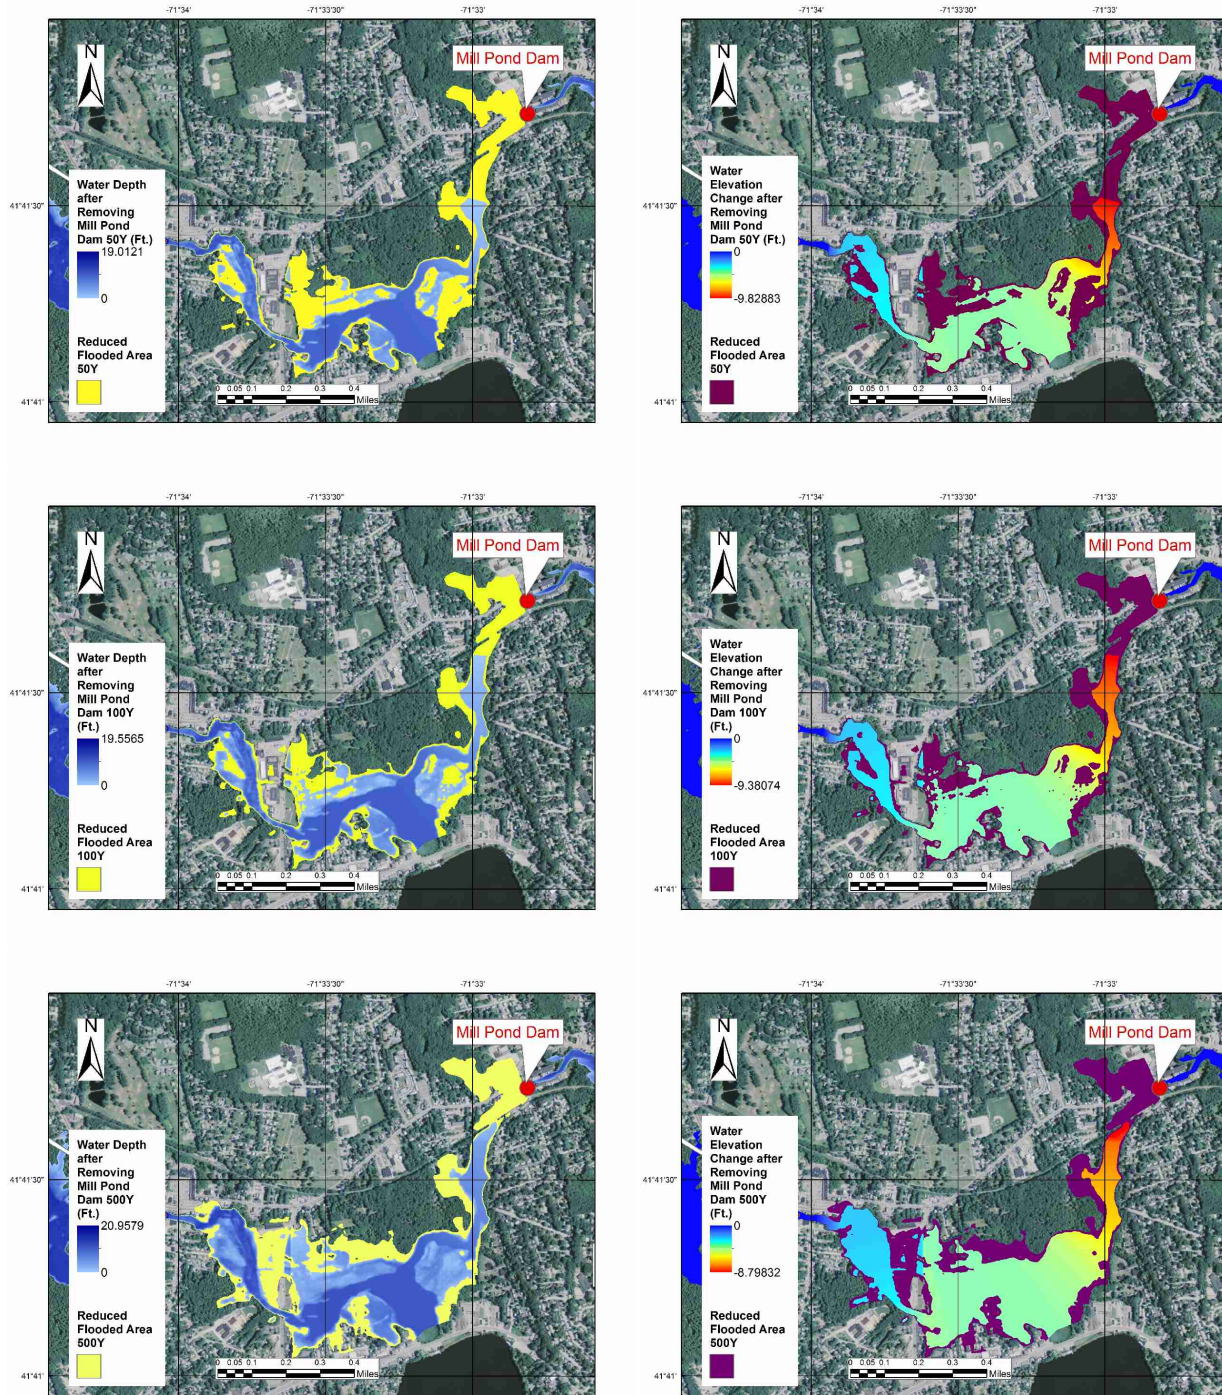 -71°34' -71°33'30" -71°33'
N
Mill Pond Dam
41°41'30"
41°41'
Water Depth
after
Removing
Mill Pond
Dam 50Y (Ft.)
19.0121
0
Reduced
Flooded Area
50Y
0 0.05 0.1 0.2 0.3 0.4
Miles
-71°34' -71°33'30" -71°33'
N
Mill Pond Dam
41°41'30"
41°41'
Water
Elevation
Change after
Removing
Mill Pond
Dam 50Y (Ft.)
0
-9.82883
Reduced
Flooded Area
50Y
0 0.05 0.1 0.2 0.3 0.4
Miles
-71°34' -71°33'30" -71°33'
N
Mill Pond Dam
41°41'30"
41°41'
Water Depth
after
Removing
Mill Pond
Dam 100Y
(Ft.)
19.5565
0
Reduced
Flooded Area
100Y
0 0.05 0.1 0.2 0.3 0.4
Miles
-71°34' -71°33'30" -71°33'
N
Mill Pond Dam
41°41'30"
41°41'
Water
Elevation
Change after
Removing
Mill Pond
Dam 100Y
(Ft.)
0
-9.38074
Reduced
Flooded Area
100Y
0 0.05 0.1 0.2 0.3 0.4
Miles
-71°34' -71°33'30" -71°33'
N
Mill Pond Dam
41°41'30"
41°41'
Water Depth
after
Removing
Mill Pond
Dam 500Y
(Ft.)
20.9579
0
Reduced
Flooded Area
500Y
0 0.05 0.1 0.2 0.3 0.4
Miles
-71°34' -71°33'30" -71°33'
N
Mill Pond Dam
41°41'30"
41°41'
Water
Elevation
Change after
Removing
Mill Pond
Dam 500Y
(Ft.)
0
-8.79832
Reduced
Flooded Area
500Y
0 0.05 0.1 0.2 0.3 0.4
Miles